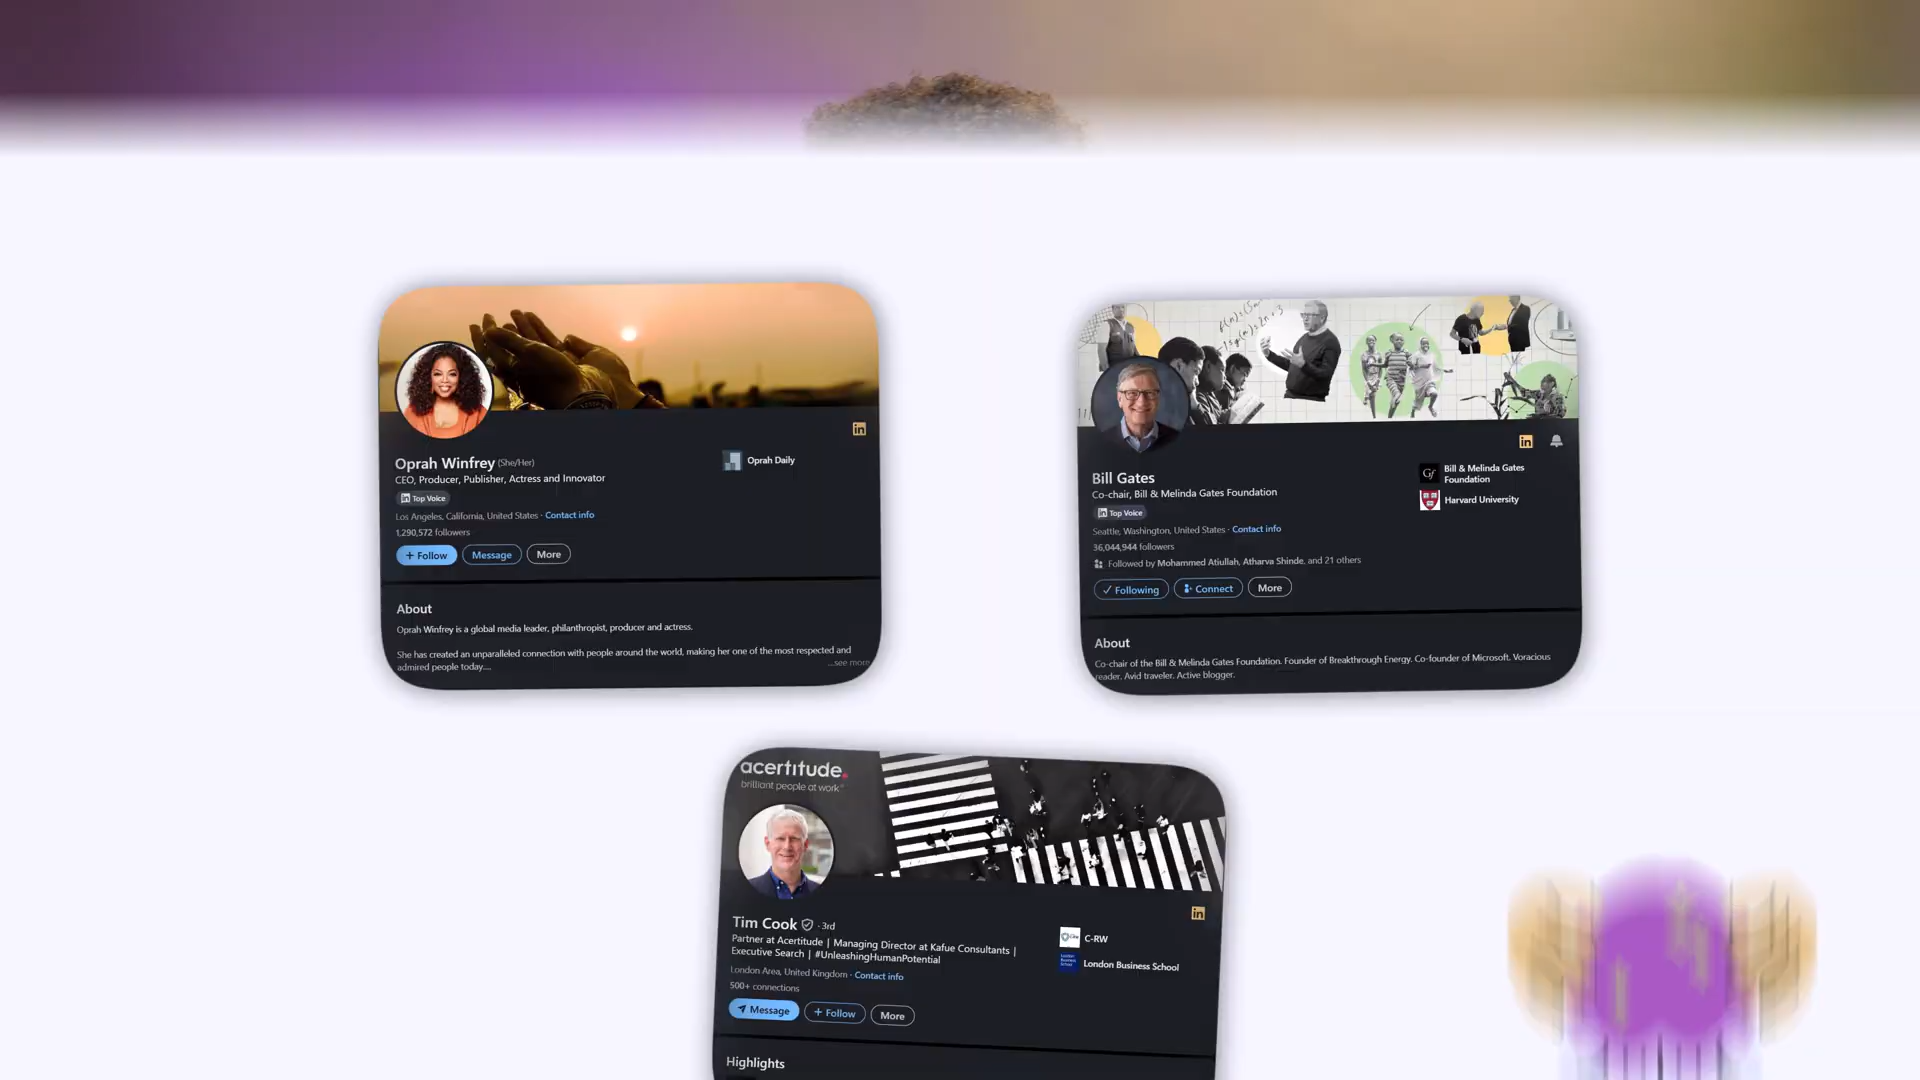 Oprah Winfrey (She/Her)
CEO, Producer, Publisher, Actress and Innovator
Top Voice
Los Angeles, California, United States · Contact info
1,290,572 followers
+ Follow
Message
More
Oprah Daily
About
Oprah Winfrey is a global media leader, philanthropist, producer and actress.
She has created an unparalleled connection with people around the world, making her one of the most respected and
admired people today....
...see more
Bill Gates
Co-chair, Bill & Melinda Gates Foundation
Top Voice
Seattle, Washington, United States · Contact info
36,044,944 followers
Followed by Mohammed Atiullah, Atharva Shinde, and 21 others
Following
Connect
More
Bill & Melinda Gates
Foundation
Harvard University
About
Co-chair of the Bill & Melinda Gates Foundation. Founder of Breakthrough Energy. Co-founder of Microsoft. Voracious
reader. Avid traveler. Active blogger.
acertitude.
brilliant people at work
Tim Cook · 3rd
Partner at Acertitude | Managing Director at Kafue Consultants |
Executive Search | #UnleashingHumanPotential
London Area, United Kingdom · Contact info
500+ connections
Message
+ Follow
More
C-RW
London Business School
Highlights